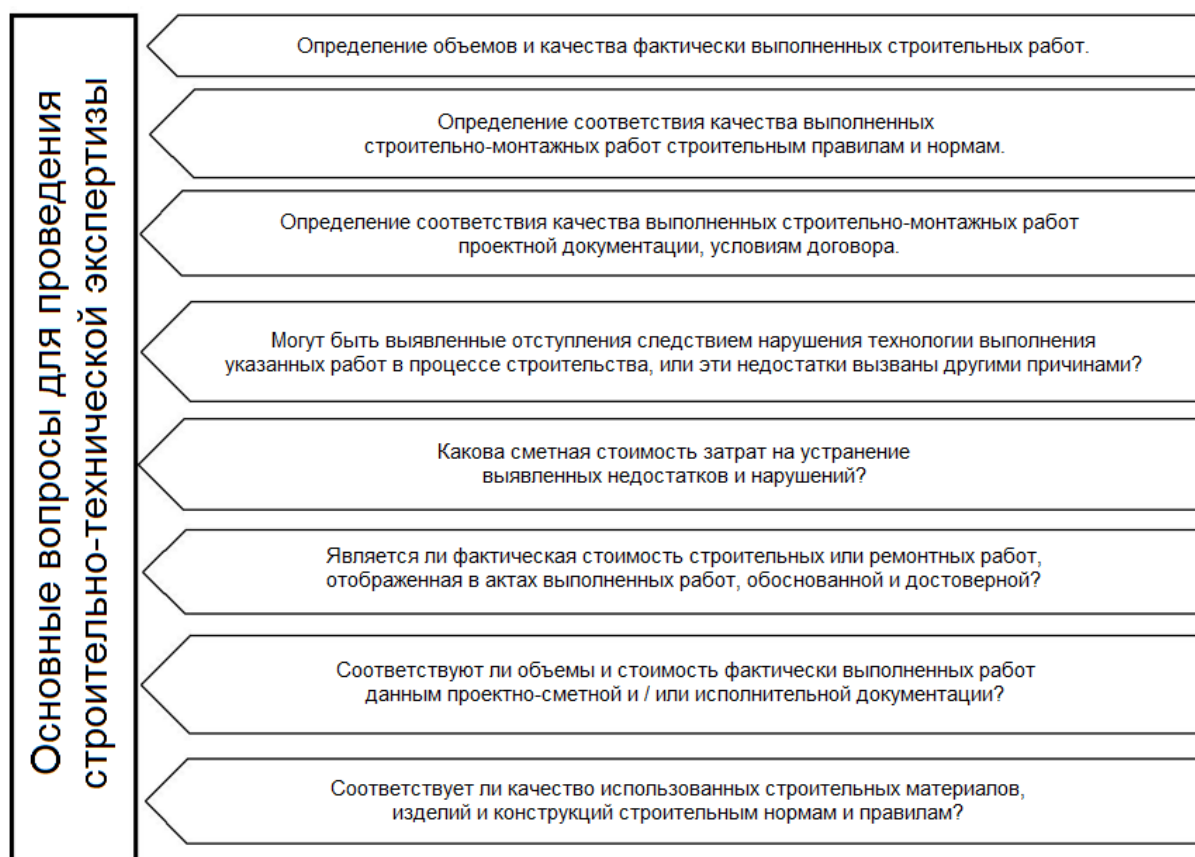 Основные вопросы для проведения
строительно-технической экспертизы
Определение объемов и качества фактически выполненных строительных работ.
Определение соответствия качества выполненных
строительно-монтажных работ строительным правилам и нормам.
Определение соответствия качества выполненных строительно-монтажных работ
проектной документации, условиям договора.
Могут быть выявленные отступления следствием нарушения технологии выполнения
указанных работ в процессе строительства, или эти недостатки вызваны другими причинами?
Какова сметная стоимость затрат на устранение
выявленных недостатков и нарушений?
Является ли фактическая стоимость строительных или ремонтных работ,
отображенная в актах выполненных работ, обоснованной и достоверной?
Соответствуют ли объемы и стоимость фактически выполненных работ
данным проектно-сметной и / или исполнительной документации?
Соответствует ли качество использованных строительных материалов,
изделий и конструкций строительным нормам и правилам?